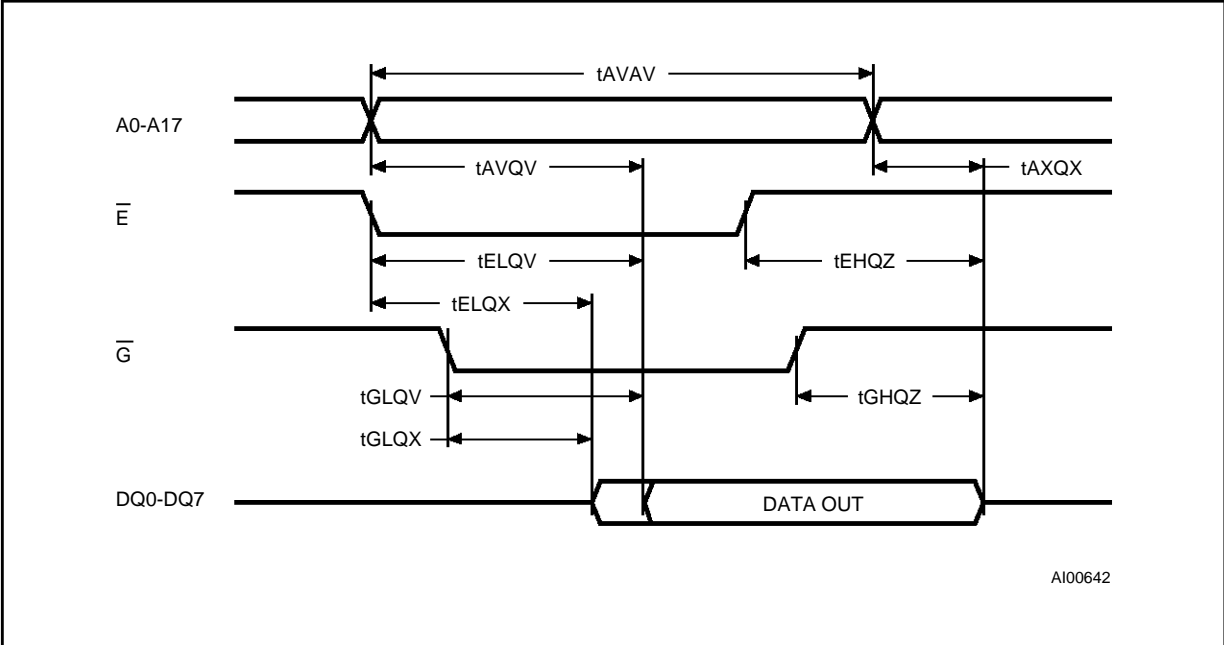 tAVAV
A0-A17
tAVQV
tAXQX
E̅
tELQV
tEHQZ
tELQX
G̅
tGLQV
tGHQZ
tGLQX
DQ0-DQ7
DATA OUT
AI00642